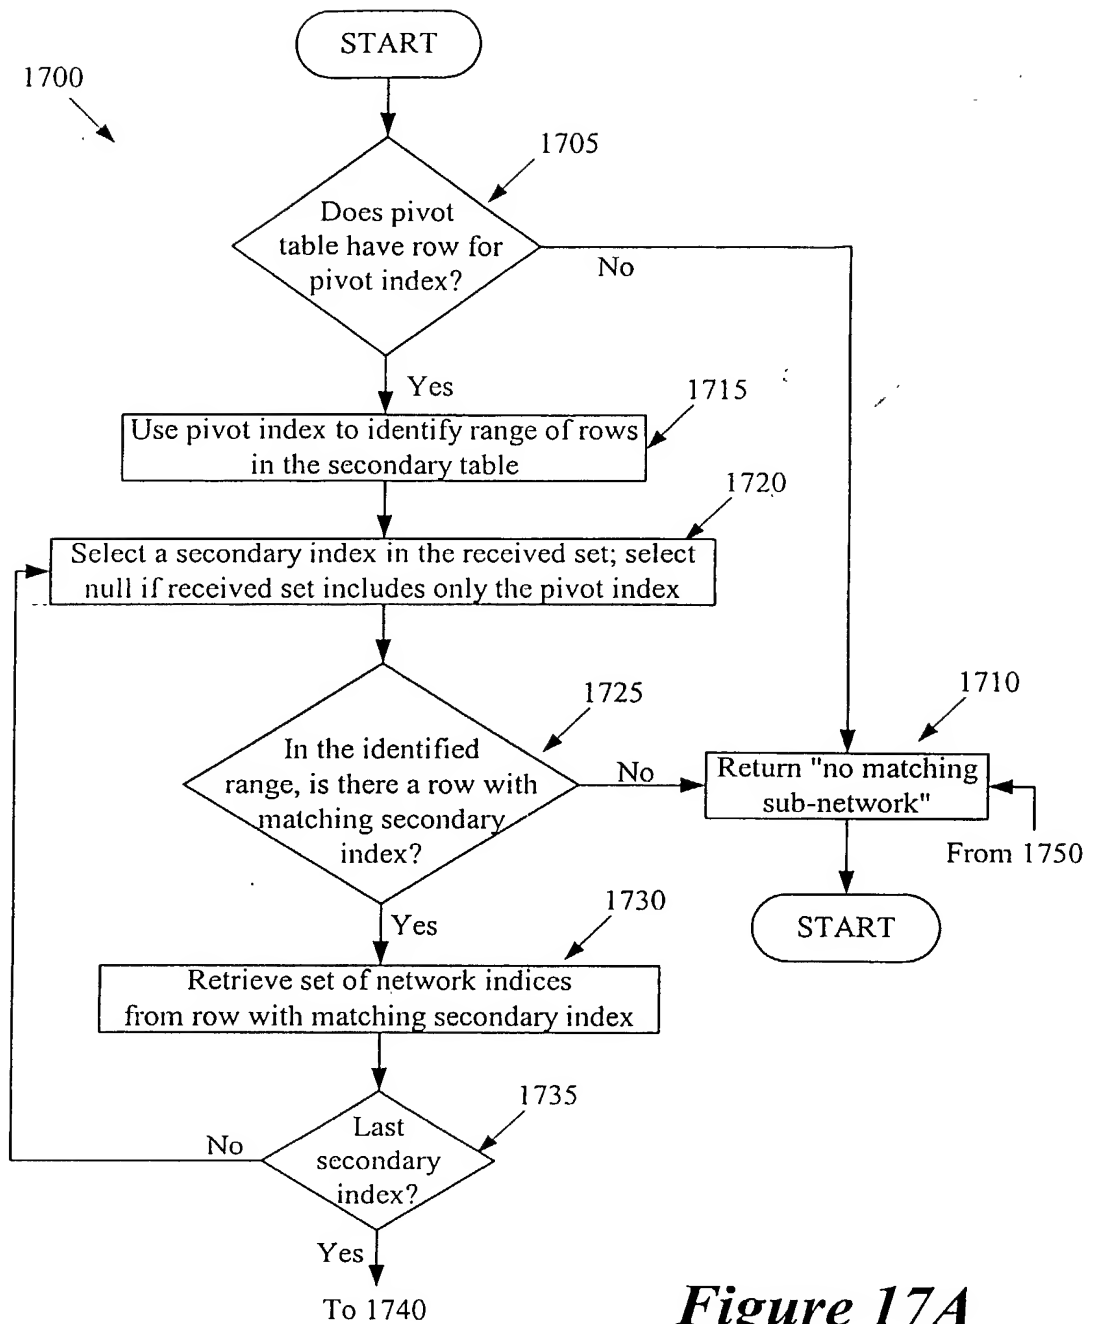 START
1700
1705
Does pivot
table have row for
pivot index?
No
Yes
1715
Use pivot index to identify range of rows
in the secondary table
1720
Select a secondary index in the received set; select
null if received set includes only the pivot index
1725
In the identified
range, is there a row with
matching secondary
index?
No
1710
Return "no matching
sub-network"
From 1750
START
Yes
1730
Retrieve set of network indices
from row with matching secondary index
1735
Last
secondary
index?
No
Yes
To 1740
Figure 17A